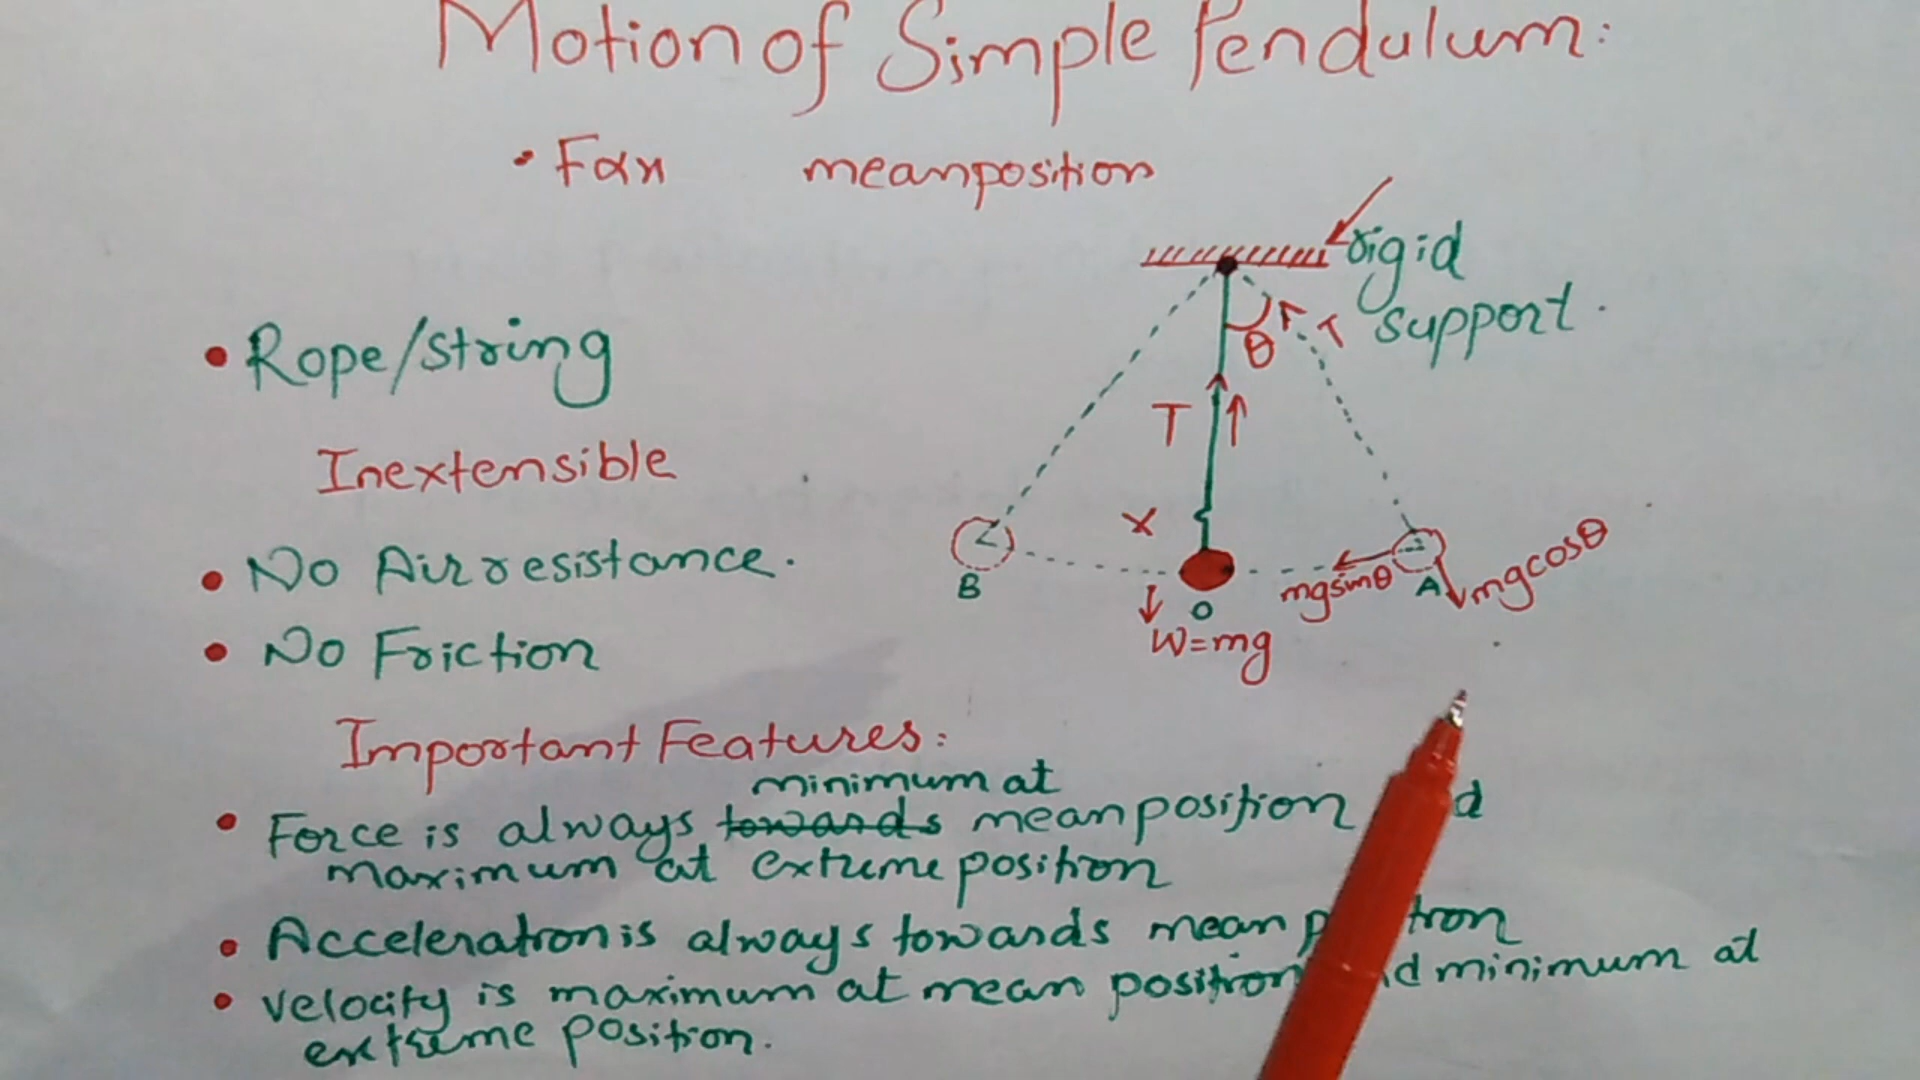 Motion of Simple Pendulum:
• F α x meanposition
rigid
support.
θ
T
• Rope/string
T
Inextensible
x
mgcosθ
• No Air resistance.
B
mgsinθ
A
O
W=mg
• No Friction
Important Features:
minimum at
• Force is always towards meanposition
maximum at extreme position
• Acceleration is always towards mean
• velocity is maximum at mean position minimum at
extreme position.